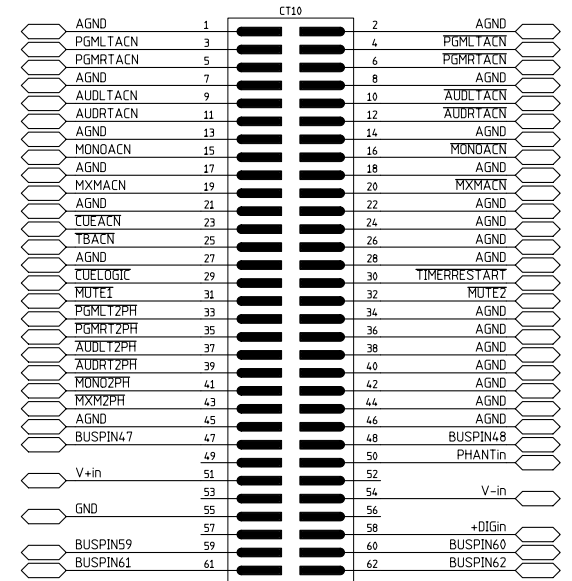 CT10
AGND 1 2 AGND
PGMLTACN 3 4 PGMLTACN
PGMRTACN 5 6 PGMRTACN
AGND 7 8 AGND
AUDLTACN 9 10 AUDLTACN
AUDRTACN 11 12 AUDRTACN
AGND 13 14 AGND
MONOACN 15 16 MONOACN
AGND 17 18 AGND
MXMACN 19 20 MXMACN
AGND 21 22 AGND
CUEACN 23 24 AGND
TBACN 25 26 AGND
AGND 27 28 AGND
CUELOGIC 29 30 TIMERRESTART
MUTE1 31 32 MUTE2
PGMLT2PH 33 34 AGND
PGMRT2PH 35 36 AGND
AUDLT2PH 37 38 AGND
AUDRT2PH 39 40 AGND
MONO2PH 41 42 AGND
MXM2PH 43 44 AGND
AGND 45 46 AGND
BUSPIN47 47 48 BUSPIN48
49 50 PHANTin
V+in 51 52
53 54 V-in
GND 55 56
57 58 +DIGin
BUSPIN59 59 60 BUSPIN60
BUSPIN61 61 62 BUSPIN62